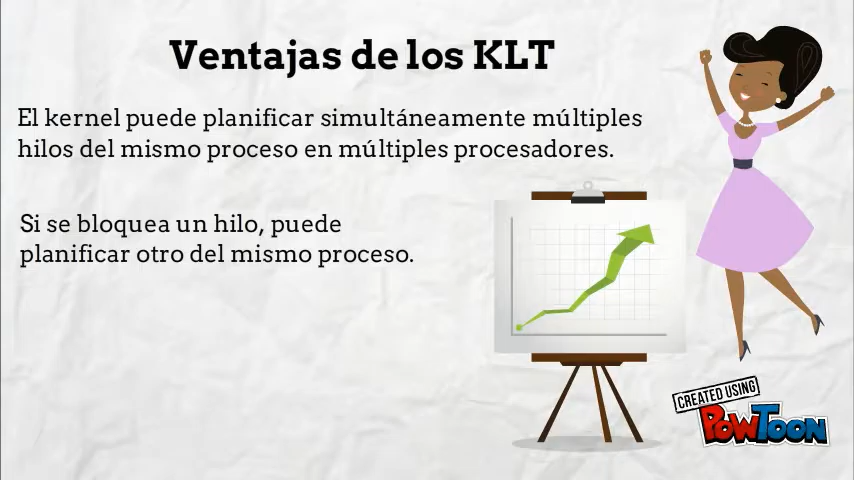 Ventajas de los KLT
El kernel puede planificar simultáneamente múltiples
hilos del mismo proceso en múltiples procesadores.
Si se bloquea un hilo, puede
planificar otro del mismo proceso.
CREATED USING
POWTOON